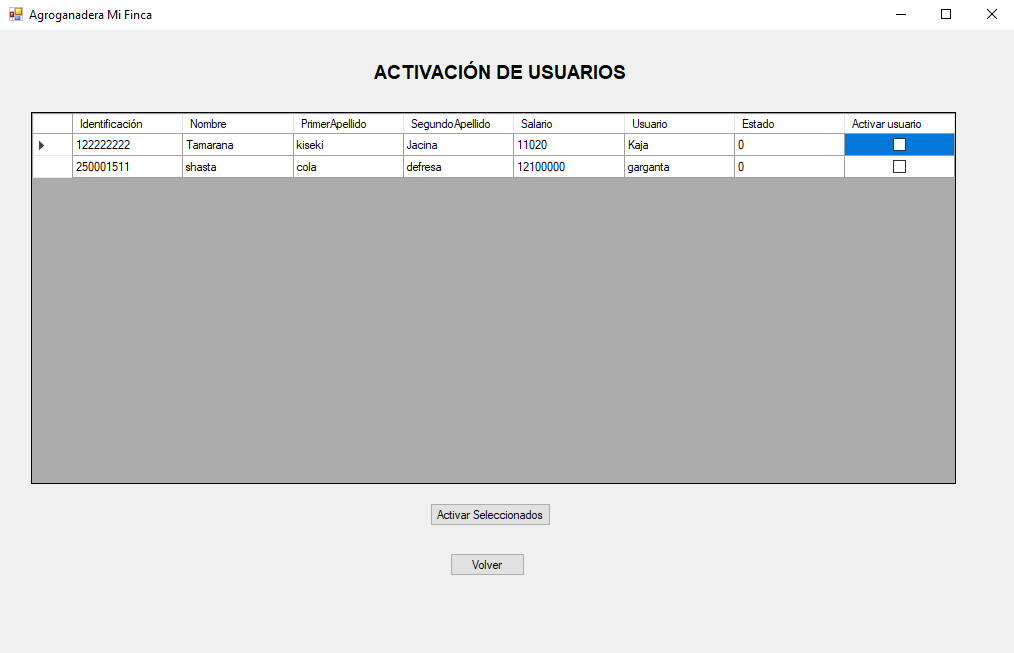 Agroganadera Mi Finca
ACTIVACIÓN DE USUARIOS
Identificación Nombre PrimerApellido SegundoApellido Salario Usuario Estado Activar usuario
122222222 Tamarana kiseki Jacina 11020 Kaja 0
250001511 shasta cola defresa 12100000 garganta 0
Activar Seleccionados
Volver